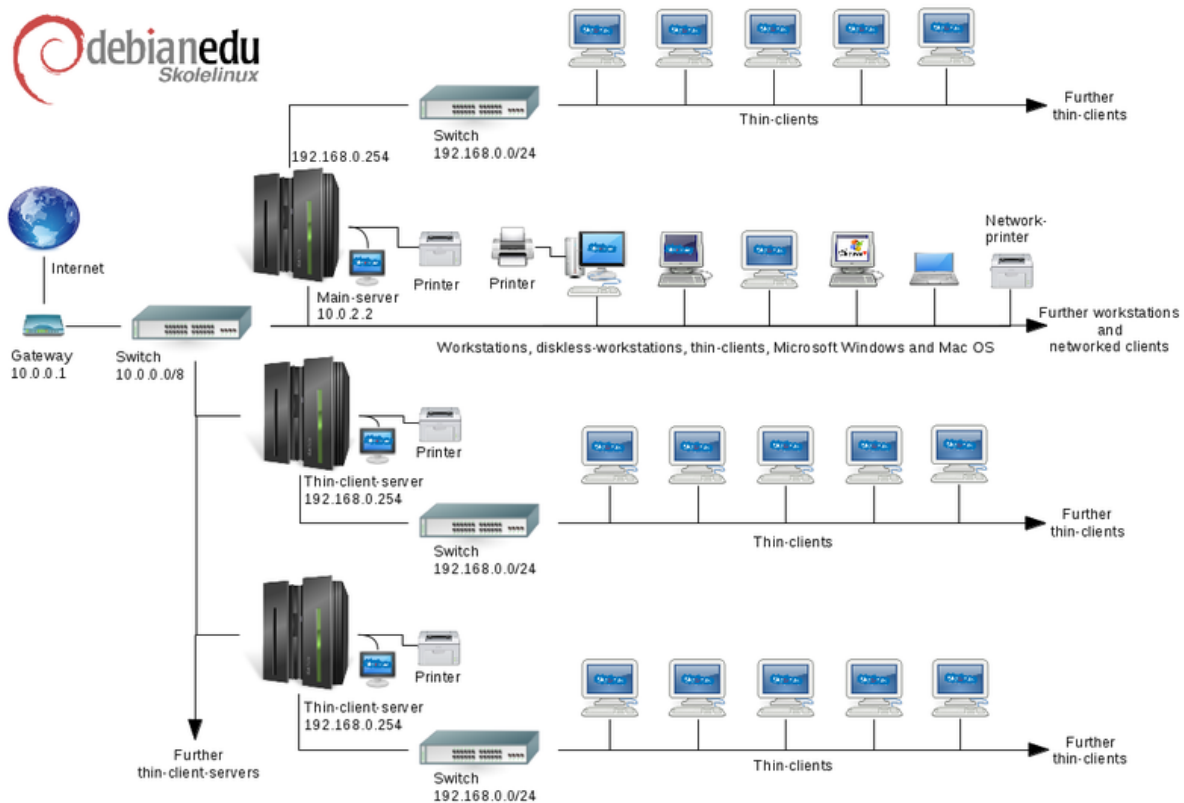 debianedu
Skolelinux
Further
thin-clients
Thin-clients
Switch
192.168.0.0/24
192.168.0.254
Internet
Gateway
10.0.0.1
Switch
10.0.0.0/8
Main-server
10.0.2.2
Printer
Printer
Network-
printer
Workstations, diskless-workstations, thin-clients, Microsoft Windows and Mac OS
Further workstations
and
networked clients
Printer
Thin-client-server
192.168.0.254
Switch
192.168.0.0/24
Thin-clients
Further
thin-clients
Printer
Thin-client-server
192.168.0.254
Switch
192.168.0.0/24
Thin-clients
Further
thin-clients
Further
thin-client-servers